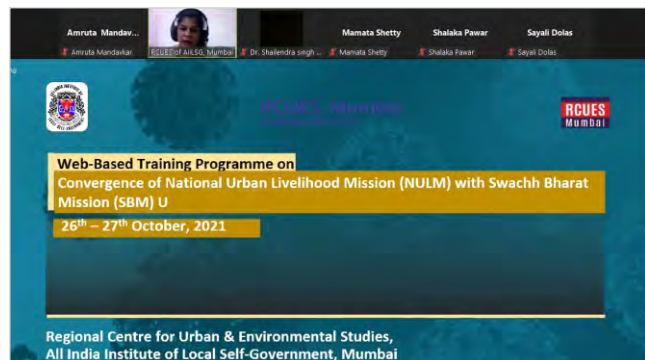 Amruta Mandav... Mamata Shetty Shalaka Pawar Sayali Dolas
Amruta Mandavkar RCUES of AIILSG, Mumbai Dr. Shailendra singh ... Mamata Shetty Shalaka Pawar Sayali Dolas
RCUES, Mumbai
RCUES
Mumbai
Web-Based Training Programme on
Convergence of National Urban Livelihood Mission (NULM) with Swachh Bharat
Mission (SBM) U
26th – 27th October, 2021
Regional Centre for Urban & Environmental Studies,
All India Institute of Local Self-Government, Mumbai